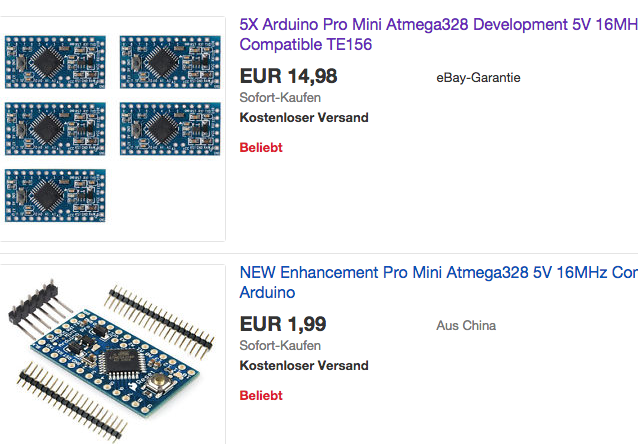 5X Arduino Pro Mini Atmega328 Development 5V 16MH
Compatible TE156
EUR 14,98
eBay-Garantie
Sofort-Kaufen
Kostenloser Versand
Beliebt
NEW Enhancement Pro Mini Atmega328 5V 16MHz Cor
Arduino
EUR 1,99
Aus China
Sofort-Kaufen
Kostenloser Versand
Beliebt